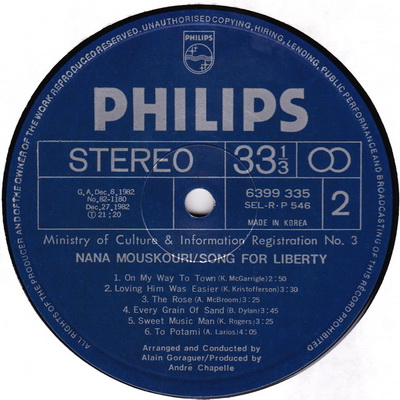 ALL RIGHTS OF THE PRODUCER AND OF THE OWNER OF THE WORK REPRODUCED RESERVED. UNAUTHORISED COPYING, HIRING, LENDING, PUBLIC PERFORMANCE AND BROADCASTING OF THIS RECORD PROHIBITED
PHILIPS
PHILIPS
STEREO 33 1/3
6399 335
SEL-R·P 546
MADE IN KOREA
2
G,A,Dec,8,1982
No,82-1180
Dec,27,1982
Ⓣ 21;20
Ministry of Culture & Information Registration No. 3
NANA MOUSKOURI/SONG FOR LIBERTY
1. On My Way To Town (K. McGarrigle) 2:50
2. Loving Him Was Easier (K. Kristofferson) 3:30
3. The Rose (A. McBroom) 3:25
4. Every Grain Of Sand (B. Dylan) 3:45
5. Sweet Music Man (K. Rogers) 3:25
6. To Potami (A. Larios) 4:05
Arranged and Conducted by
Alain Goraguer/Produced by
André Chapelle